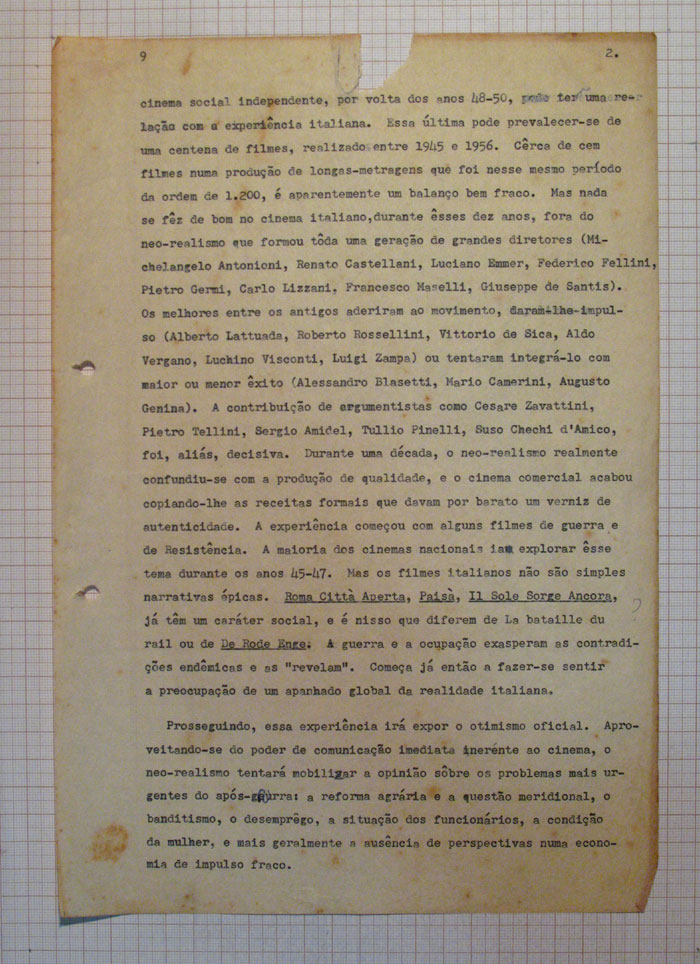 9 2.
cinema social independente, por volta dos anos 48-50, pode ter uma re-
lação com a experiência italiana. Essa última pode prevalecer-se de
uma centena de filmes, realizados entre 1945 e 1956. Cêrca de cem
filmes numa produção de longas-metragens que foi nesse mesmo período
da ordem de 1.200, é aparentemente um balanço bem fraco. Mas nada
se fêz de bom no cinema italiano,durante êsses dez anos, fora do
neo-realismo que formou tôda uma geração de grandes diretores (Mi-
chelangelo Antonioni, Renato Castellani, Luciano Emmer, Federico Fellini,
Pietro Germi, Carlo Lizzani, Francesco Maselli, Giuseppe de Santis).
Os melhores entre os antigos aderiram ao movimento, daram-lhe impul-
so (Alberto Lattuada, Roberto Rossellini, Vittorio de Sica, Aldo
Vergano, Luchino Visconti, Luigi Zampa) ou tentaram integrá-lo com
maior ou menor êxito (Alessandro Blasetti, Mario Camerini, Augusto
Genina). A contribuição de argumentistas como Cesare Zavattini,
Pietro Tellini, Sergio Amidei, Tullio Pinelli, Suso Chechi d'Amico,
foi, aliás, decisiva. Durante uma década, o neo-realismo realmente
confundiu-se com a produção de qualidade, e o cinema comercial acabou
copiando-lhe as receitas formais que davam por barato um verniz de
autenticidade. A experiência começou com alguns filmes de guerra e
de Resistência. A maioria dos cinemas nacionais iam explorar êsse
tema durante os anos 45-47. Mas os filmes italianos não são simples
narrativas épicas. Roma Città Aperta, Paisà, Il Sole Sorge Ancora,
já têm um caráter social, e é nisso que diferem de La bataille du ?
rail ou de De Rode Enge. A guerra e a ocupação exasperam as contradi-
ções endêmicas e as "revelam". Começa já então a fazer-se sentir
a preocupação de um apanhado global da realidade italiana.
Prosseguindo, essa experiência irá expor o otimismo oficial. Apro-
veitando-se do poder de comunicação imediata inerente ao cinema, o
neo-realismo tentará mobilizar a opinião sôbre os problemas mais ur-
gentes do após-guerra: a reforma agrária e a questão meridional, o
banditismo, o desemprêgo, a situação dos funcionários, a condição
da mulher, e mais geralmente a ausência de perspectivas numa econo-
mia de impulso fraco.